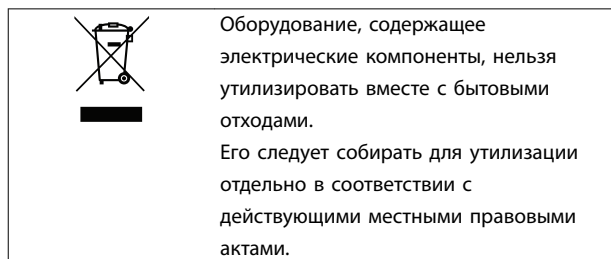 Оборудование, содержащее
электрические компоненты, нельзя
утилизировать вместе с бытовыми
отходами.
Его следует собирать для утилизации
отдельно в соответствии с
действующими местными правовыми
актами.